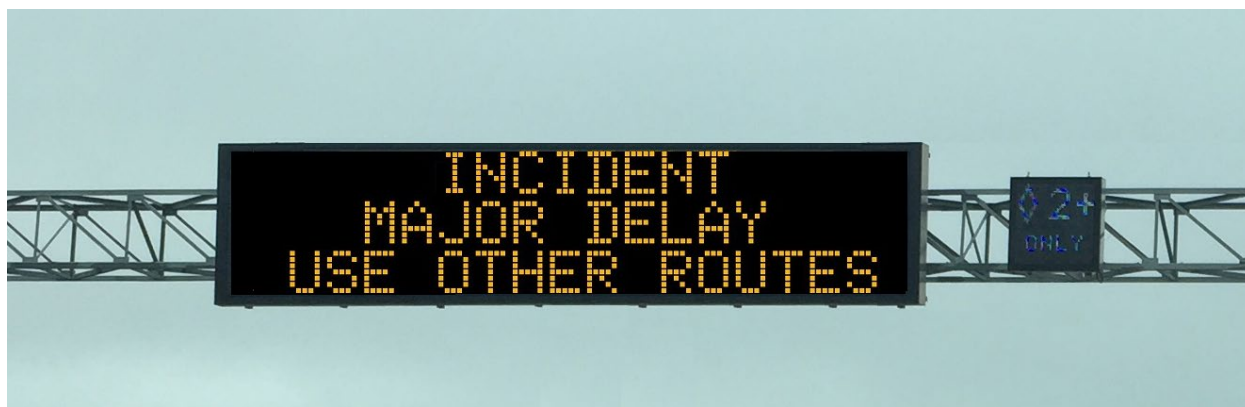 INCIDENT
MAJOR DELAY
USE OTHER ROUTES
◊2+
ONLY